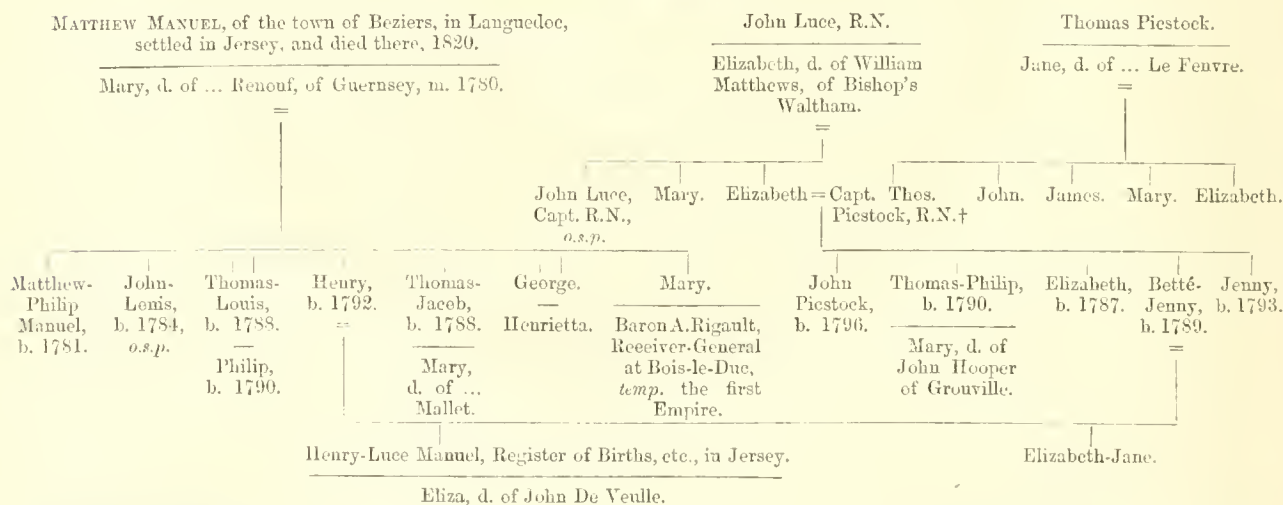 MATTHEW MANUEL, of the town of Beziers, in Languedoc,
settled in Jersey, and died there, 1820.
Mary, d. of ... Renouf, of Guernsey, m. 1780.
=
John Luce, R.N.
Elizabeth, d. of William
Matthews, of Bishop's
Waltham.
=
Thomas Picstock.
Jane, d. of ... Le Feuvre.
=
John Luce,
Capt. R.N.,
o.s.p.
Mary.
Elizabeth = Capt. Thos.
Picstock, R.N.†
John.
James.
Mary.
Elizabeth.
Matthew-
Philip
Manuel,
b. 1781.
John-
Louis,
b. 1784,
o.s.p.
Thomas-
Louis,
b. 1788.
—
Philip,
b. 1790.
Henry,
b. 1792.
=
Thomas-
Jacob,
b. 1788.
Mary,
d. of ...
Mallet.
George.
—
Henrietta.
Mary.
Baron A. Rigault,
Receiver-General
at Bois-le-Duc,
temp. the first
Empire.
John
Picstock,
b. 1796.
Thomas-Philip,
b. 1790.
Mary, d. of
John Hooper
of Grouville.
Elizabeth,
b. 1787.
Betté-
Jenny,
b. 1789.
=
Jenny,
b. 1793.
Henry-Luce Manuel, Register of Births, etc., in Jersey.
Eliza, d. of John De Veulle.
Elizabeth-Jane.